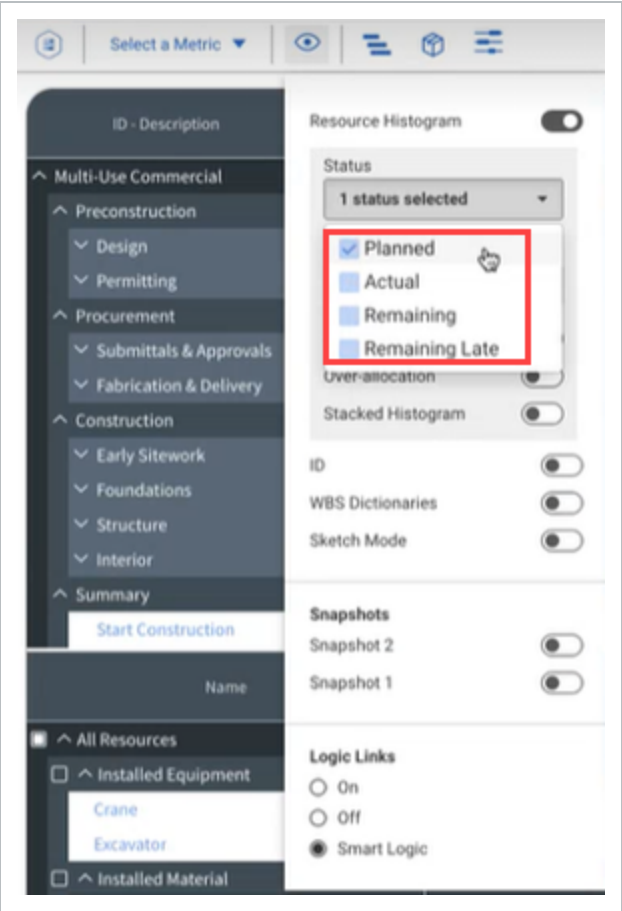 Select a Metric
ID - Description
Multi-Use Commercial
Preconstruction
Design
Permitting
Procurement
Submittals & Approvals
Fabrication & Delivery
Construction
Early Sitework
Foundations
Structure
Interior
Summary
Start Construction
Name
All Resources
Installed Equipment
Crane
Excavator
Installed Material
Resource Histogram
Status
1 status selected
Planned
Actual
Remaining
Remaining Late
Over-allocation
Stacked Histogram
ID
WBS Dictionaries
Sketch Mode
Snapshots
Snapshot 2
Snapshot 1
Logic Links
On
Off
Smart Logic